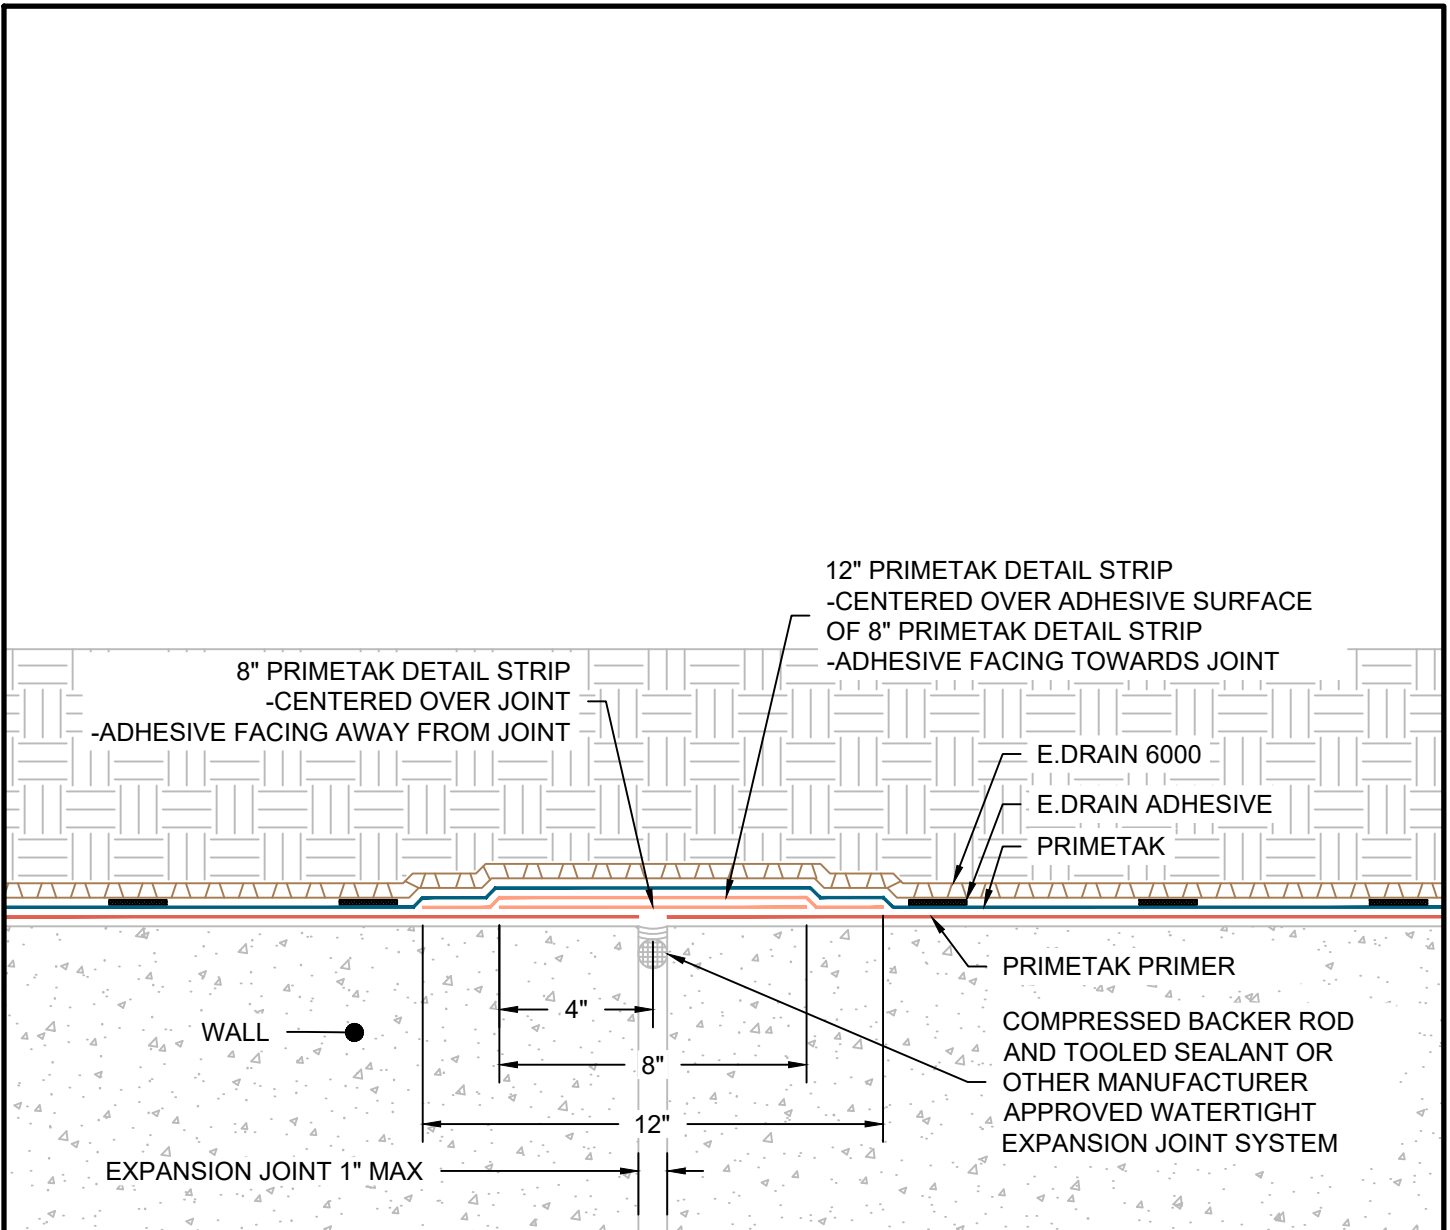 12" PRIMETAK DETAIL STRIP
-CENTERED OVER ADHESIVE SURFACE
OF 8" PRIMETAK DETAIL STRIP
-ADHESIVE FACING TOWARDS JOINT
8" PRIMETAK DETAIL STRIP
-CENTERED OVER JOINT
-ADHESIVE FACING AWAY FROM JOINT
E.DRAIN 6000
E.DRAIN ADHESIVE
PRIMETAK
PRIMETAK PRIMER
4"
WALL
COMPRESSED BACKER ROD
AND TOOLED SEALANT OR
OTHER MANUFACTURER
APPROVED WATERTIGHT
EXPANSION JOINT SYSTEM
8"
12"
EXPANSION JOINT 1" MAX